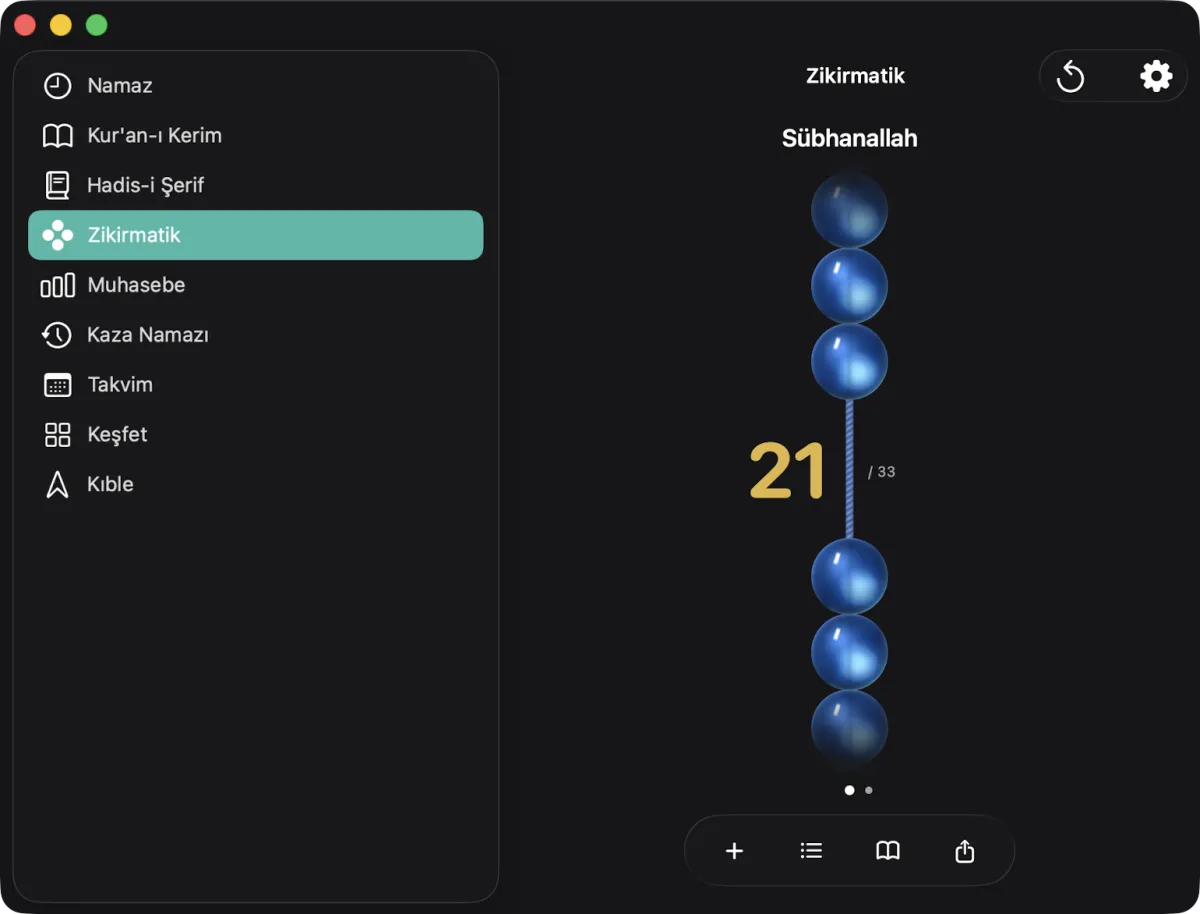 Namaz
Kur'an-ı Kerim
Hadis-i Şerif
Zikirmatik
Muhasebe
Kaza Namazı
Takvim
Keşfet
Kıble
Zikirmatik
Sübhanallah
21 / 33